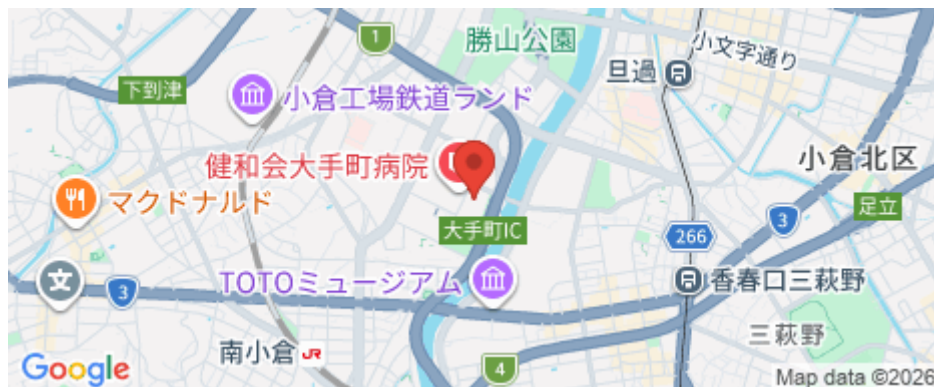 1
勝山公園
小文字通り
旦過
下到津
小倉工場鉄道ランド
健和会大手町病院
小倉北区
マクドナルド
足立
3
大手町IC
266
TOTOミュージアム
文
3
香春口三萩野
三萩野
南小倉 JR
4
Google
Map data ©2026